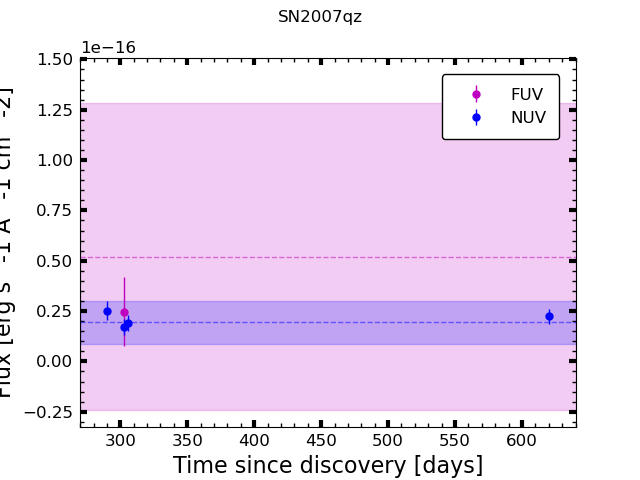 SN2007qz
1e−16
1.50
1.25
1.00
0.75
0.50
0.25
0.00
−0.25
Flux [erg s -1 A -1 cm -2]
FUV
NUV
300 350 400 450 500 550 600
Time since discovery [days]